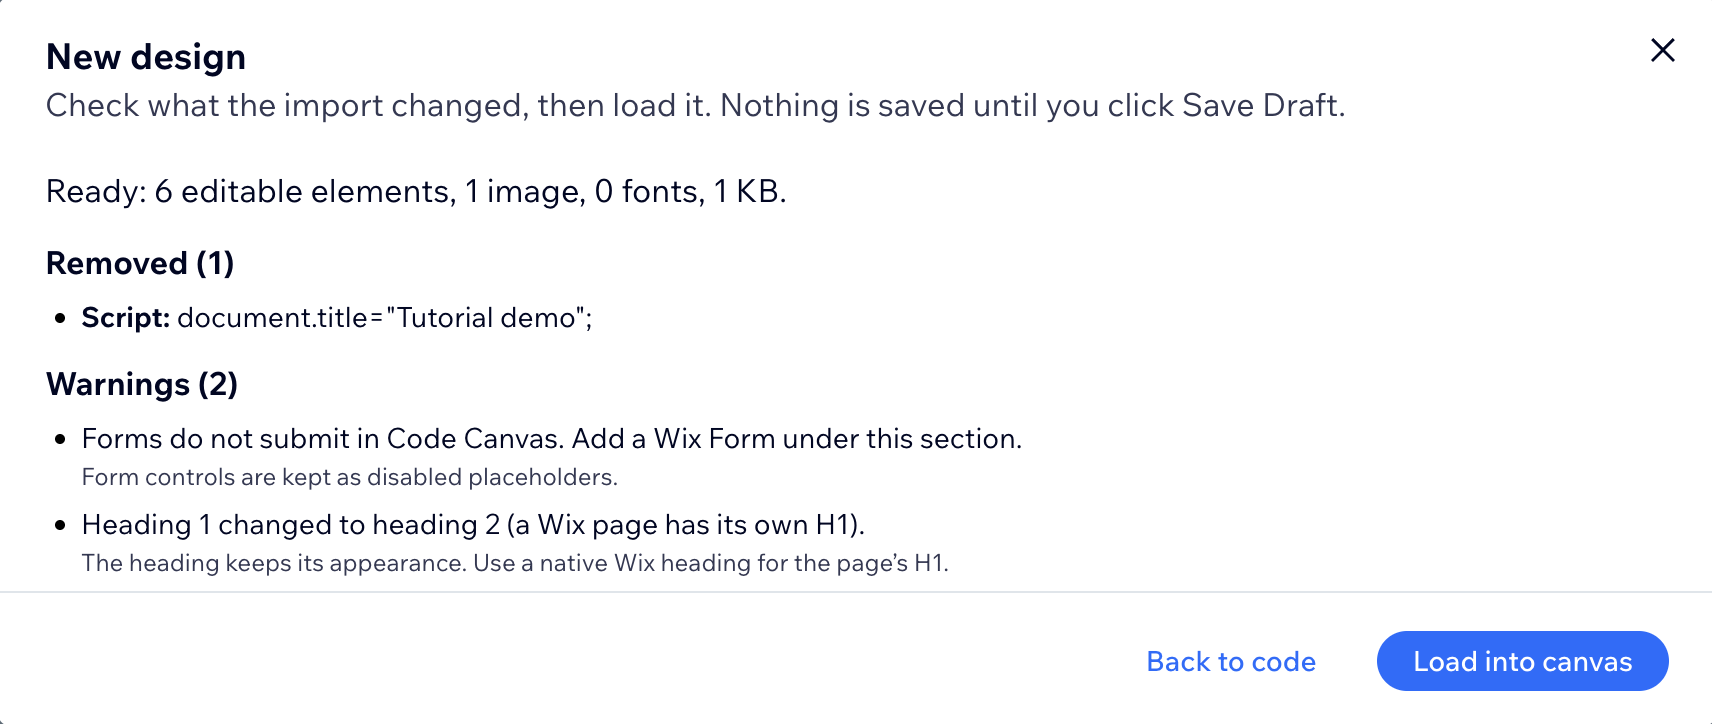 New design
Check what the import changed, then load it. Nothing is saved until you click Save Draft.
Ready: 6 editable elements, 1 image, 0 fonts, 1 KB.
Removed (1)
• Script: document.title="Tutorial demo";
Warnings (2)
• Forms do not submit in Code Canvas. Add a Wix Form under this section.
Form controls are kept as disabled placeholders.
• Heading 1 changed to heading 2 (a Wix page has its own H1).
The heading keeps its appearance. Use a native Wix heading for the page’s H1.
Back to code
Load into canvas